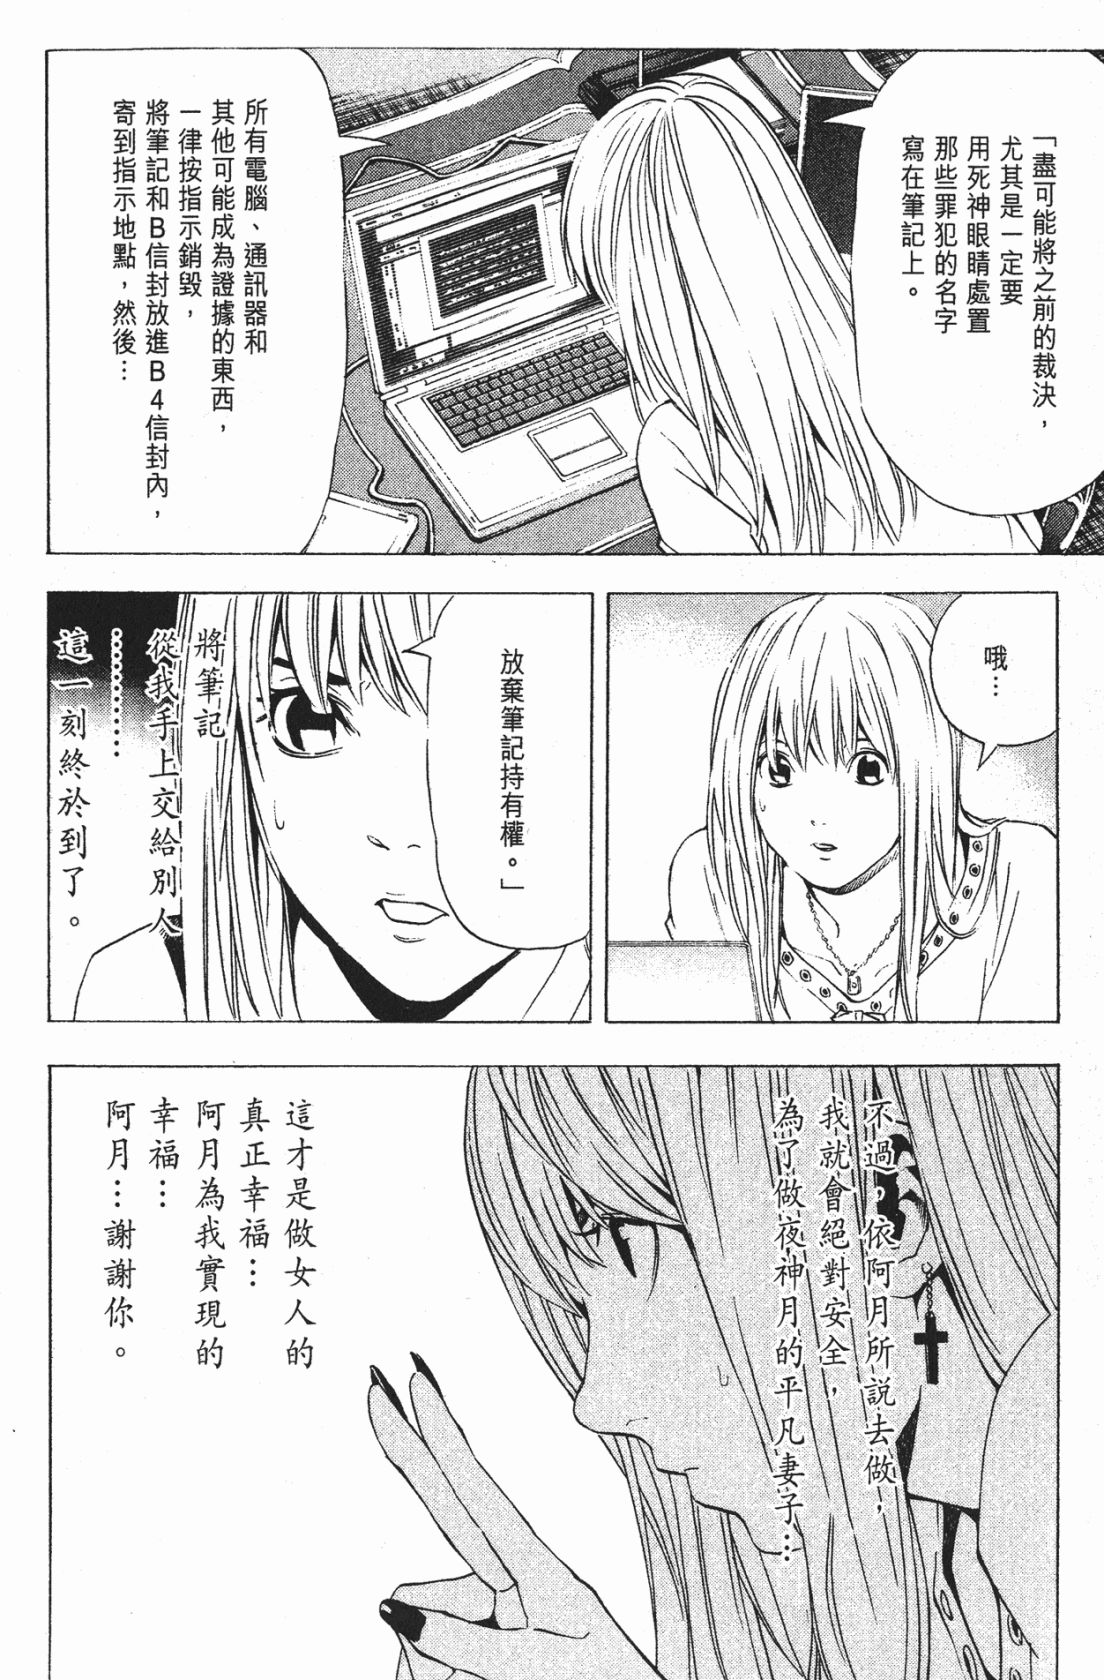 「盡可能將之前的裁決，
尤其是一定要
用死神眼睛處置
那些罪犯的名字
寫在筆記上。
所有電腦、通訊器和
其他可能成為證據的東西，
一律按指示銷毀，
將筆記和B信封放進B4信封內，
寄到指示地點，然後…
哦…
放棄筆記持有權。」
將筆記
從我手上交給別人
…………
這一刻終於到了。
不過，依阿月所說去做，
我就會絕對安全，
為了做夜神月的平凡妻子…
這才是做女人的
真正幸福…
阿月為我實現的
幸福…
阿月…謝謝你。